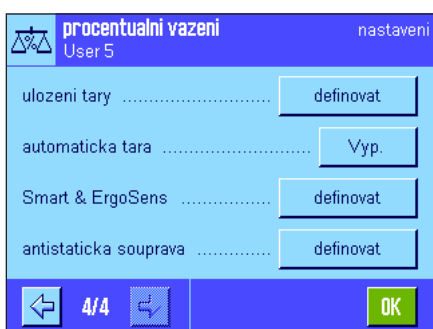 procentualni vazeni nastaveni
User 5
ulozeni tary ............................ definovat
automaticka tara ............................ Vyp.
Smart & ErgoSens ................. definovat
antistaticka souprava .............. definovat
4/4 OK